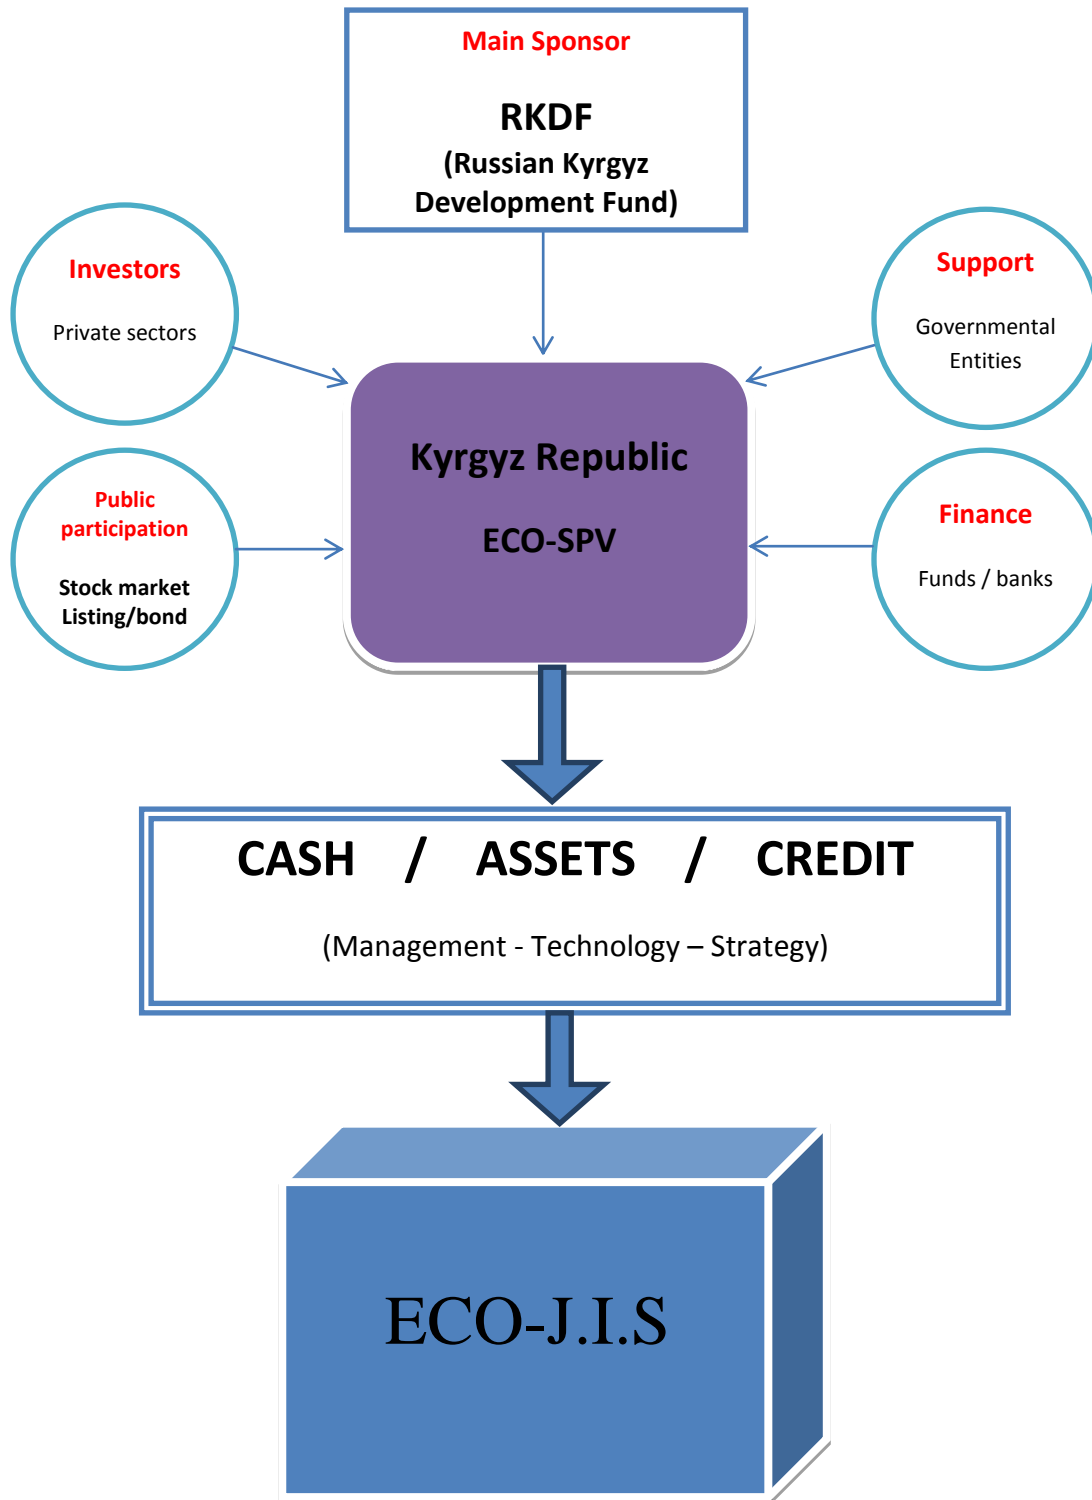 Main Sponsor
RKDF
(Russian Kyrgyz
Development Fund)
Investors
Private sectors
Support
Governmental
Entities
Public
participation
Stock market
Listing/bond
Kyrgyz Republic
ECO-SPV
Finance
Funds / banks
CASH / ASSETS / CREDIT
(Management - Technology – Strategy)
ECO-J.I.S